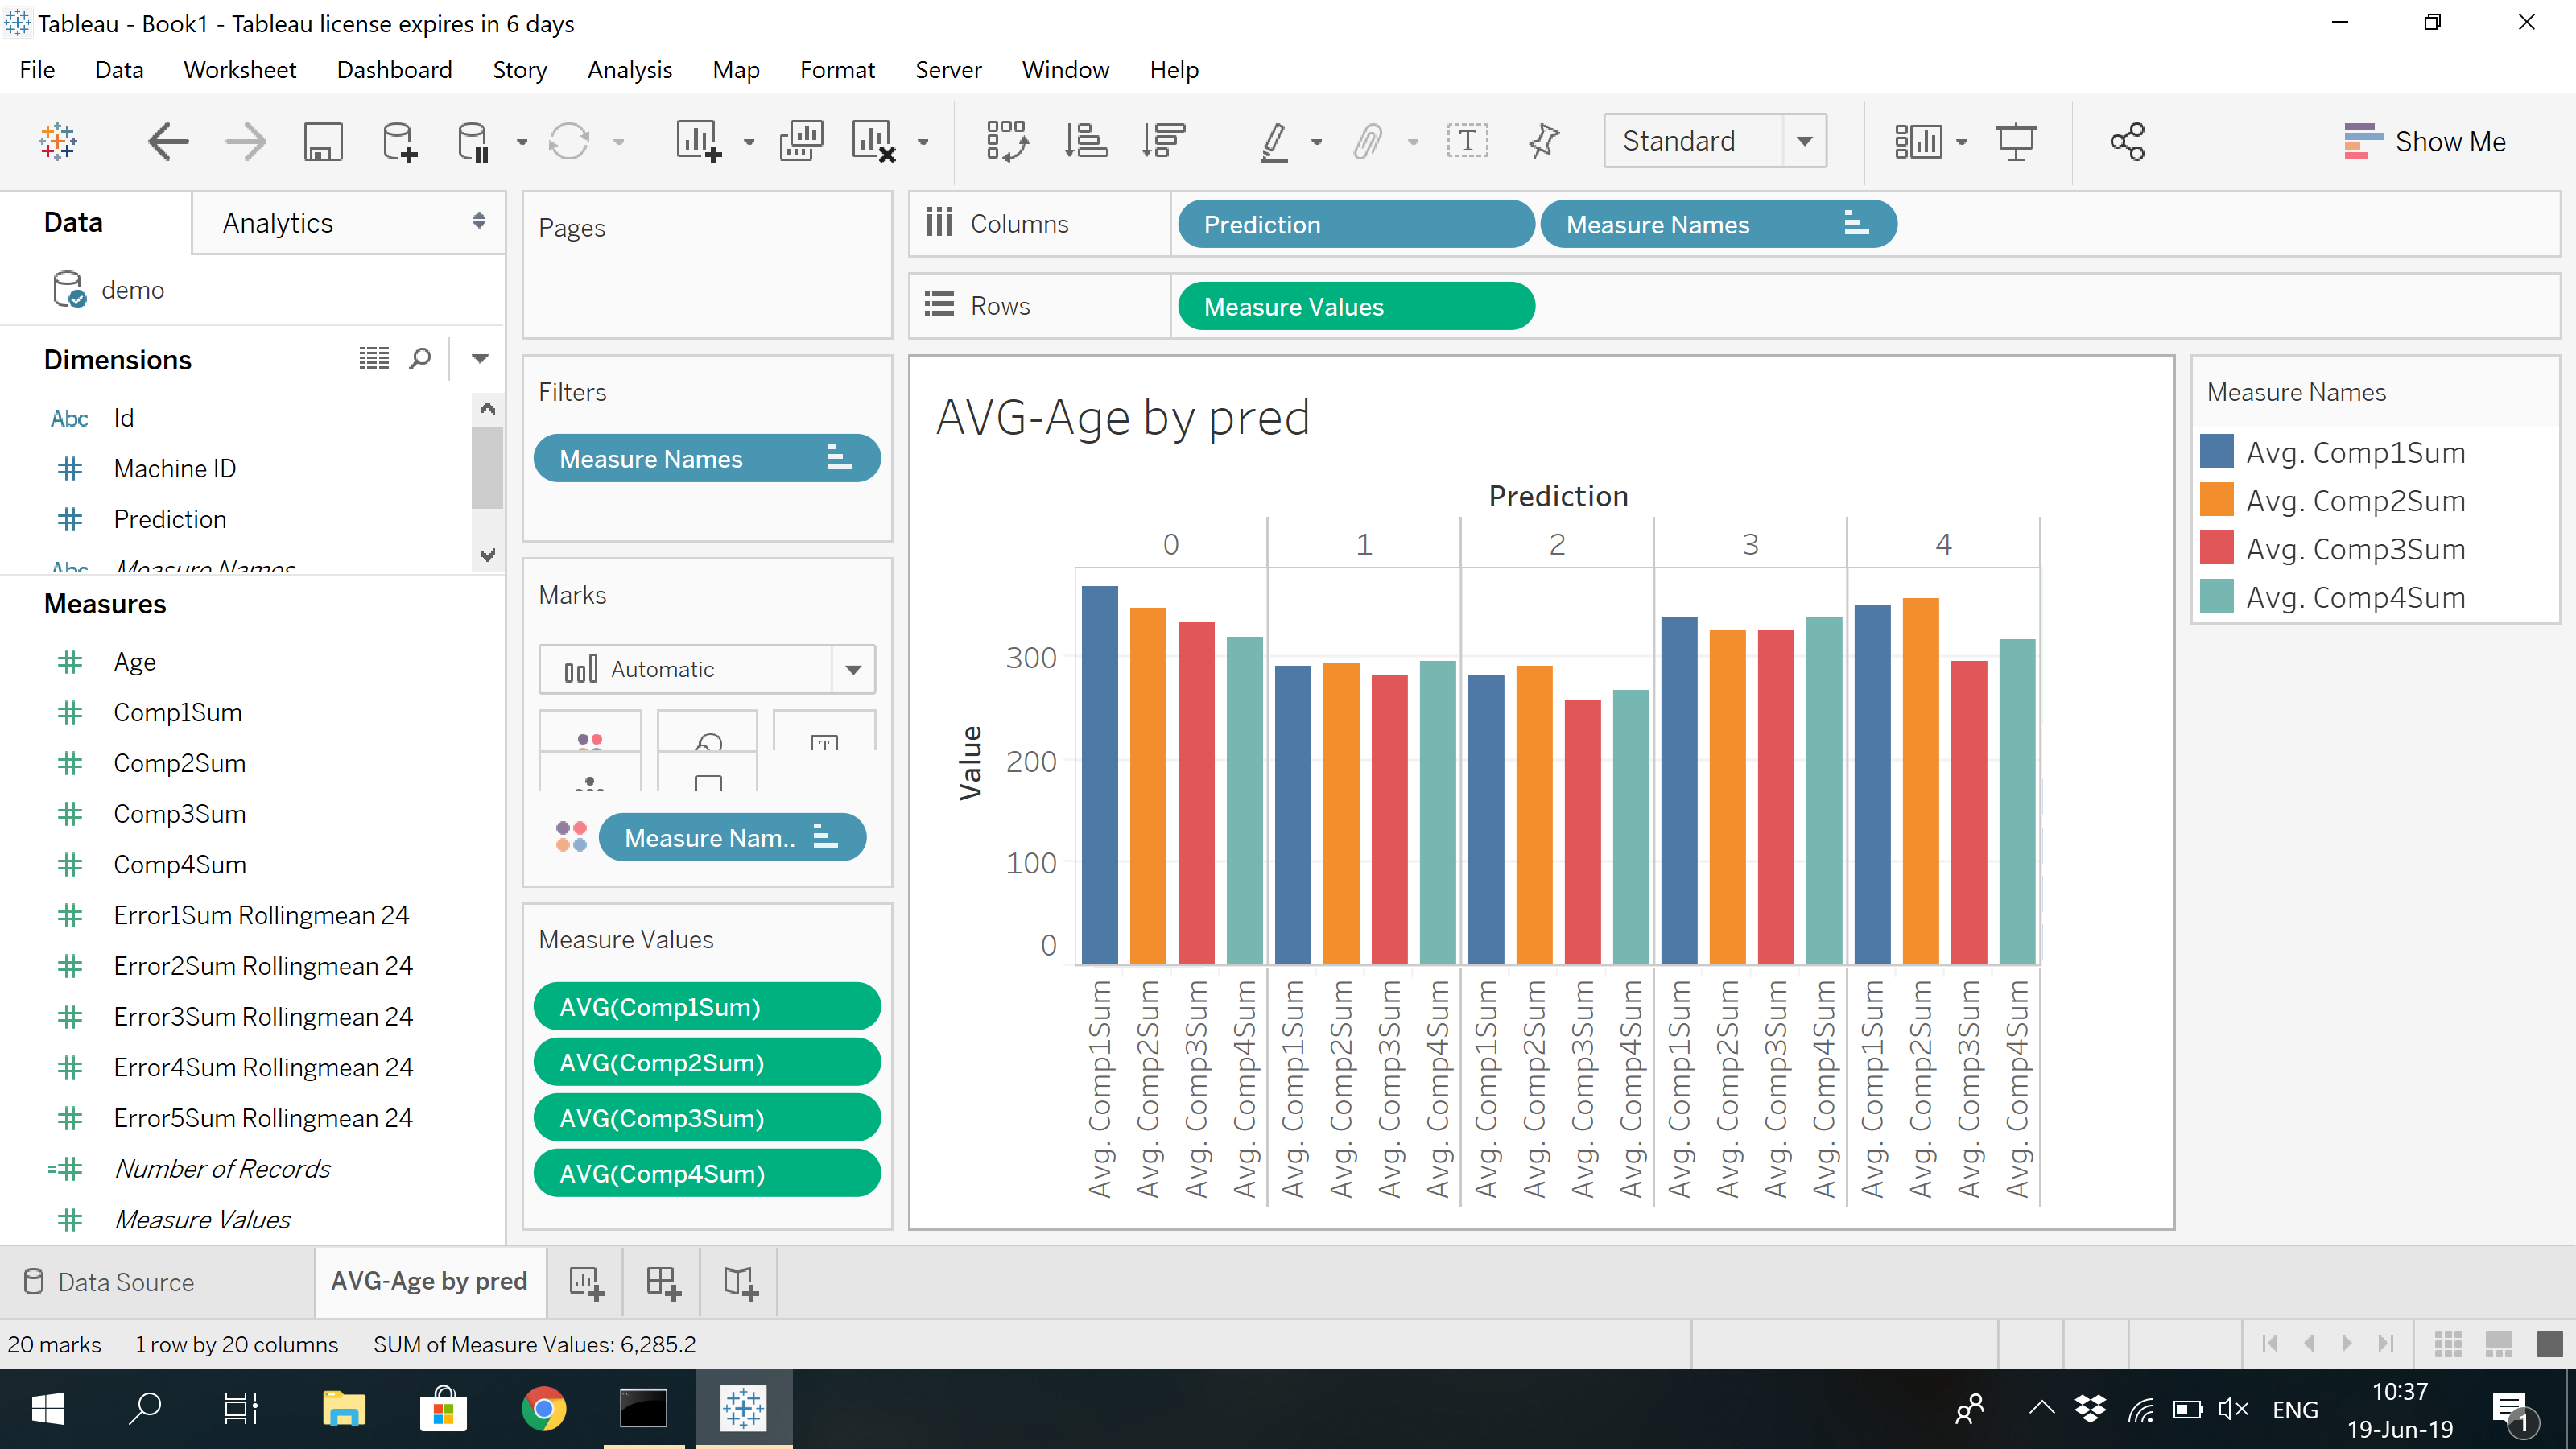 Tableau - Book1 - Tableau license expires in 6 days
File Data Worksheet Dashboard Story Analysis Map Format Server Window Help
Standard
Show Me
Data
Analytics
demo
Dimensions
Abc Id
Machine ID
Prediction
Abc Measure Names
Measures
Age
Comp1Sum
Comp2Sum
Comp3Sum
Comp4Sum
Error1Sum Rollingmean 24
Error2Sum Rollingmean 24
Error3Sum Rollingmean 24
Error4Sum Rollingmean 24
Error5Sum Rollingmean 24
Number of Records
Measure Values
Pages
Filters
Measure Names
Marks
Automatic
Measure Nam..
Measure Values
AVG(Comp1Sum)
AVG(Comp2Sum)
AVG(Comp3Sum)
AVG(Comp4Sum)
Columns
Prediction
Measure Names
Rows
Measure Values
AVG-Age by pred
Prediction
0 1 2 3 4
Value
300
200
100
0
Avg. Comp1Sum
Avg. Comp2Sum
Avg. Comp3Sum
Avg. Comp4Sum
Avg. Comp1Sum
Avg. Comp2Sum
Avg. Comp3Sum
Avg. Comp4Sum
Avg. Comp1Sum
Avg. Comp2Sum
Avg. Comp3Sum
Avg. Comp4Sum
Avg. Comp1Sum
Avg. Comp2Sum
Avg. Comp3Sum
Avg. Comp4Sum
Avg. Comp1Sum
Avg. Comp2Sum
Avg. Comp3Sum
Avg. Comp4Sum
Measure Names
Avg. Comp1Sum
Avg. Comp2Sum
Avg. Comp3Sum
Avg. Comp4Sum
Data Source
AVG-Age by pred
20 marks 1 row by 20 columns SUM of Measure Values: 6,285.2
ENG
10:37
19-Jun-19
1